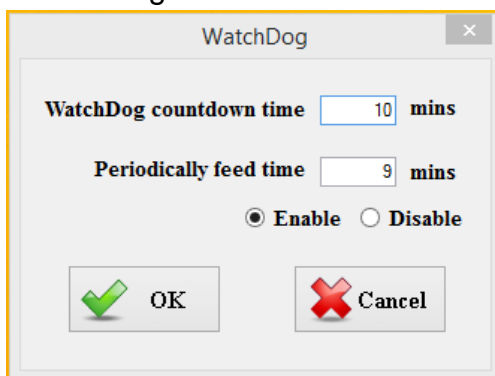 WatchDog
WatchDog countdown time 10 mins
Periodically feed time 9 mins
Enable Disable
OK Cancel